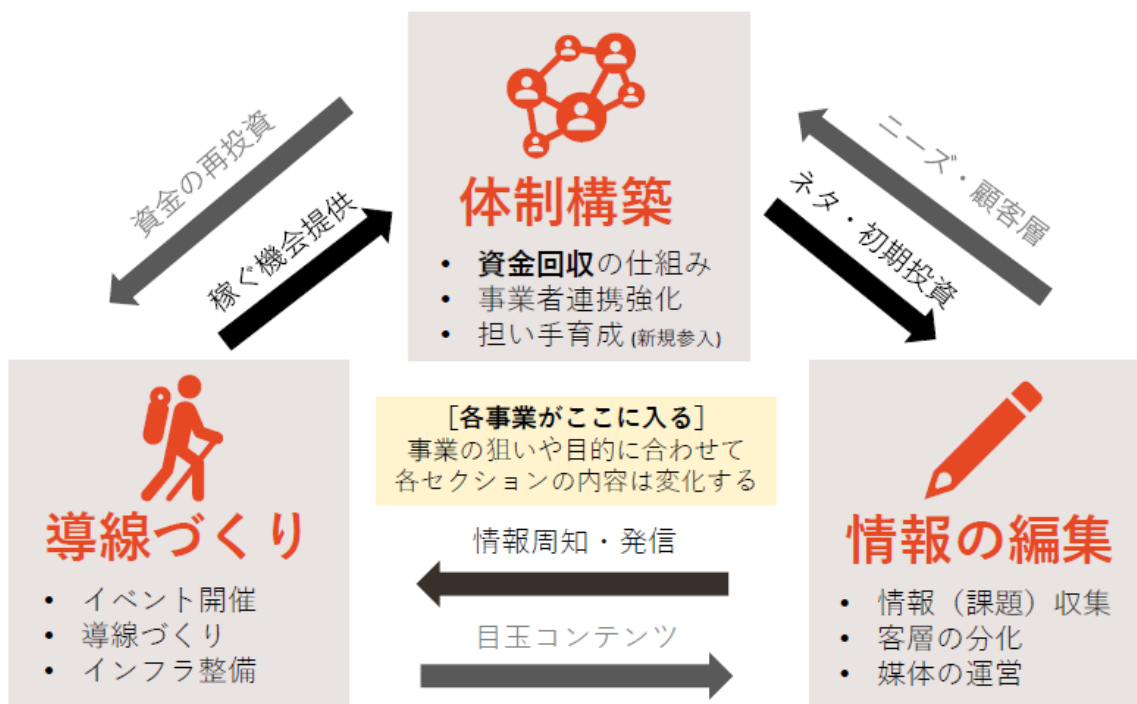 体制構築
• 資金回収の仕組み
• 事業者連携強化
• 担い手育成 (新規参入)
資金の再投資
稼ぐ機会提供
ニーズ・顧客層
ネタ・初期投資
[各事業がここに入る]
事業の狙いや目的に合わせて
各セクションの内容は変化する
導線づくり
• イベント開催
• 導線づくり
• インフラ整備
情報周知・発信
目玉コンテンツ
情報の編集
• 情報（課題）収集
• 客層の分化
• 媒体の運営